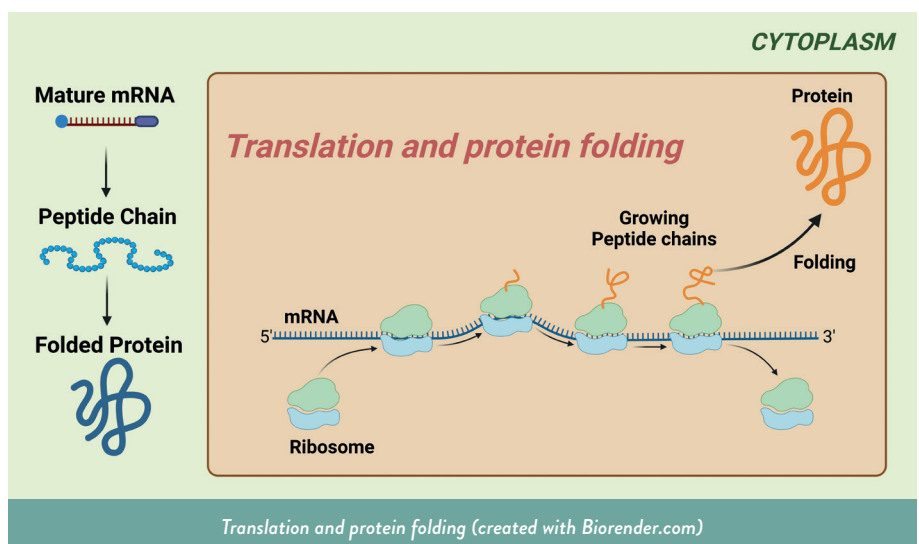 CYTOPLASM
Mature mRNA
Peptide Chain
Folded Protein
Translation and protein folding
Protein
Growing
Peptide chains
Folding
mRNA
5'
3'
Ribosome
Translation and protein folding (created with Biorender.com)